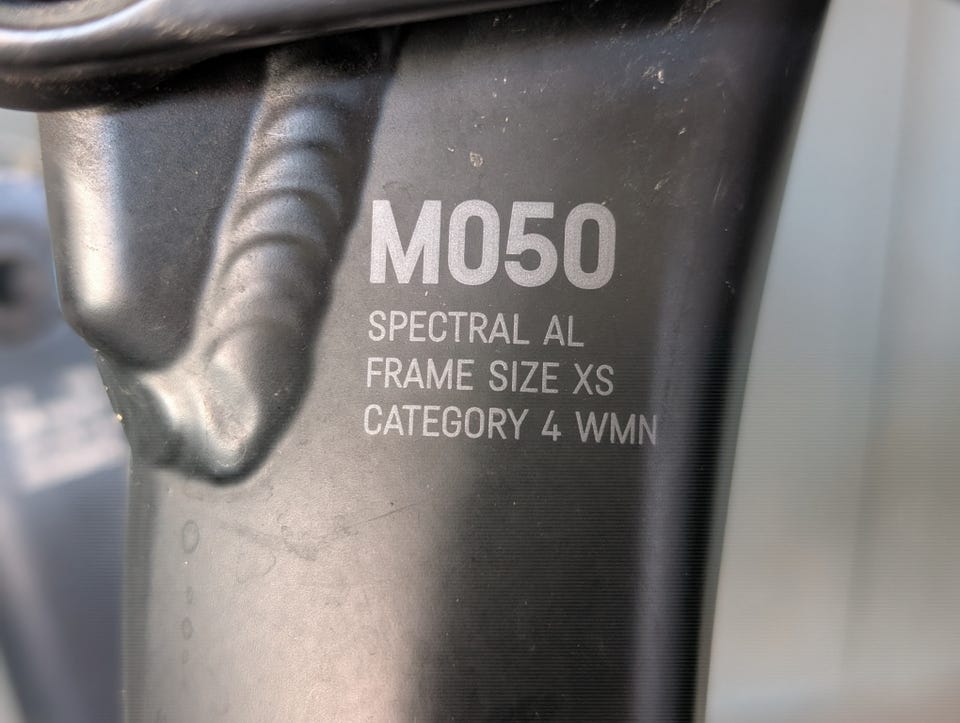 M050
SPECTRAL AL
FRAME SIZE XS
CATEGORY 4 WMN